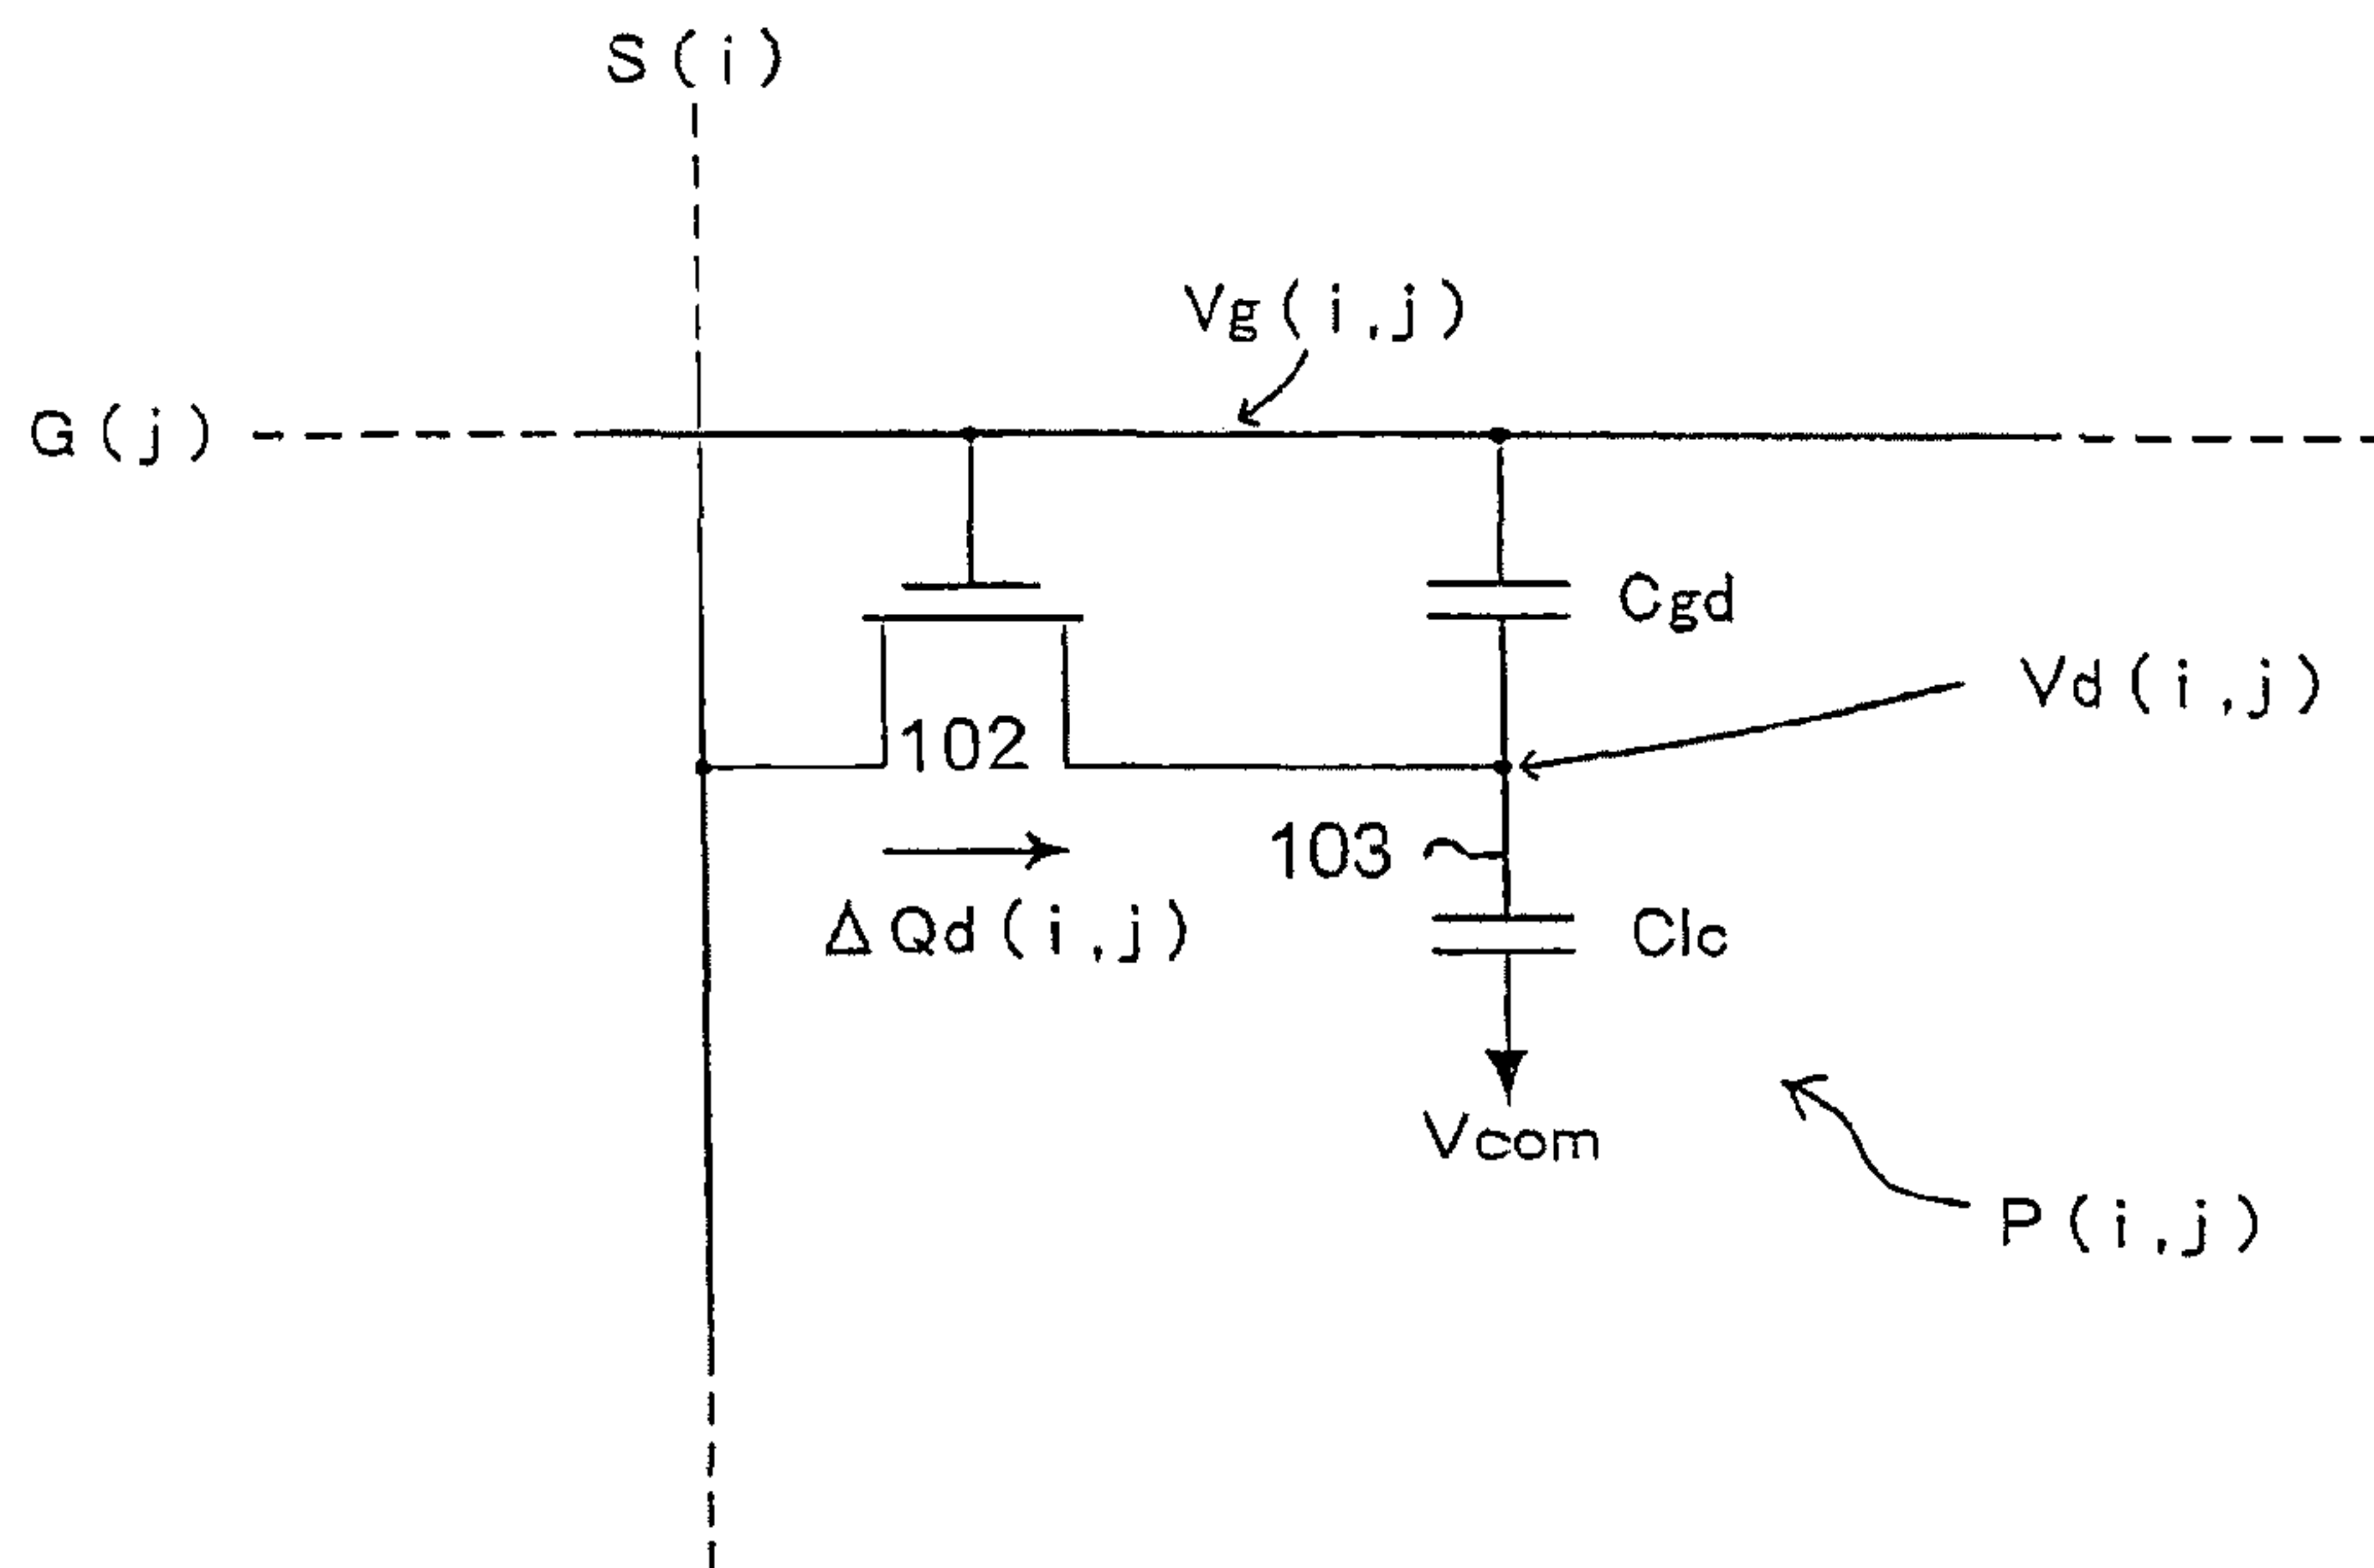 S(i)
Vg(i,j)
G(j)
Cgd
Vd(i,j)
102
103
ΔQd(i,j)
Clc
Vcom
P(i,j)